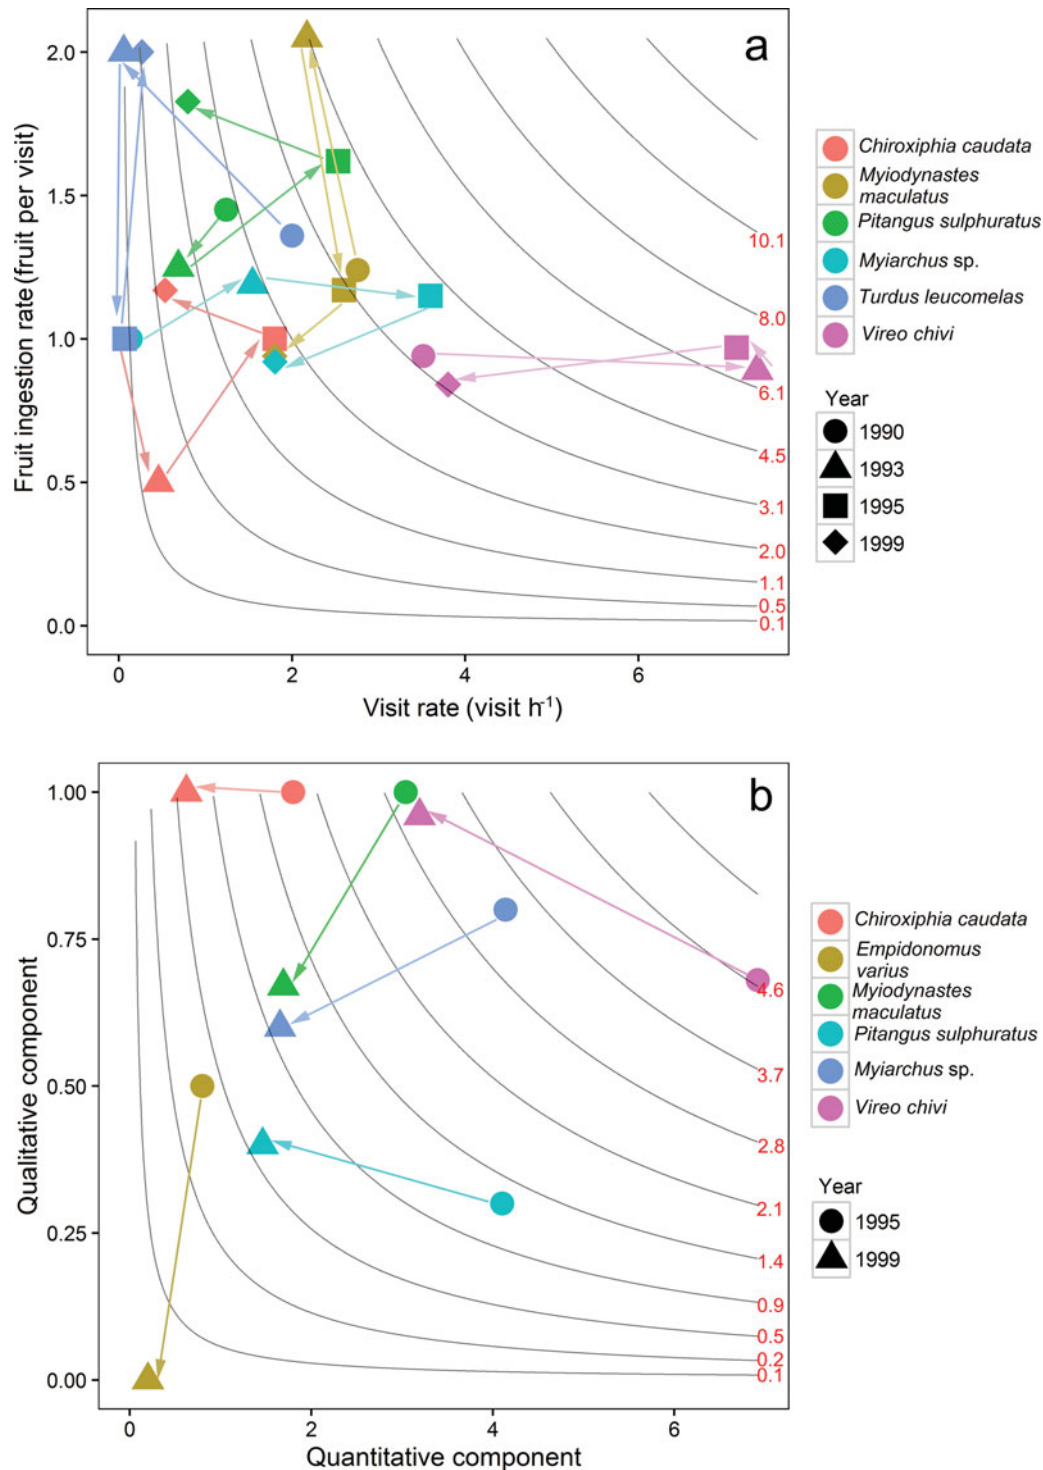 a
2.0
1.5
1.0
0.5
0.0
Fruit ingestion rate (fruit per visit)
10.1
8.0
6.1
4.5
3.1
2.0
1.1
0.5
0.1
0
2
4
6
Visit rate (visit h⁻¹)
Chiroxiphia caudata
Myiodynastes
maculatus
Pitangus sulphuratus
Myiarchus sp.
Turdus leucomelas
Vireo chivi
Year
1990
1993
1995
1999
b
1.00
0.75
0.50
0.25
0.00
Qualitative component
4.6
3.7
2.8
2.1
1.4
0.9
0.5
0.2
0.1
0
2
4
6
Quantitative component
Chiroxiphia caudata
Empidonomus
varius
Myiodynastes
maculatus
Pitangus sulphuratus
Myiarchus sp.
Vireo chivi
Year
1995
1999